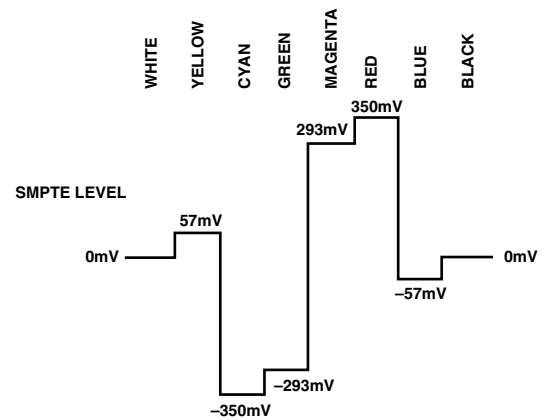 WHITE
YELLOW
CYAN
GREEN
MAGENTA
RED
BLUE
BLACK
350mV
293mV
SMPTE LEVEL
57mV
0mV
0mV
–57mV
–293mV
–350mV